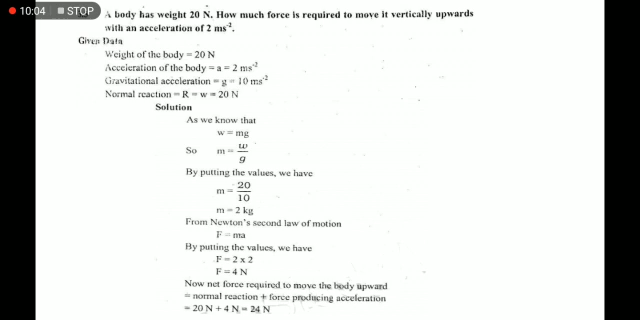 10:04 STOP
A body has weight 20 N. How much force is required to move it vertically upwards
with an acceleration of 2 ms⁻².
Given Data
Weight of the body = 20 N
Acceleration of the body = a = 2 ms⁻²
Gravitational acceleration = g = 10 ms⁻²
Normal reaction = R = w = 20 N
Solution
As we know that
w = mg
So m = w/g
By putting the values, we have
m = 20/10
m = 2 kg
From Newton's second law of motion
F = ma
By putting the values, we have
F = 2 x 2
F = 4 N
Now net force required to move the body upward
= normal reaction + force producing acceleration
= 20 N + 4 N = 24 N